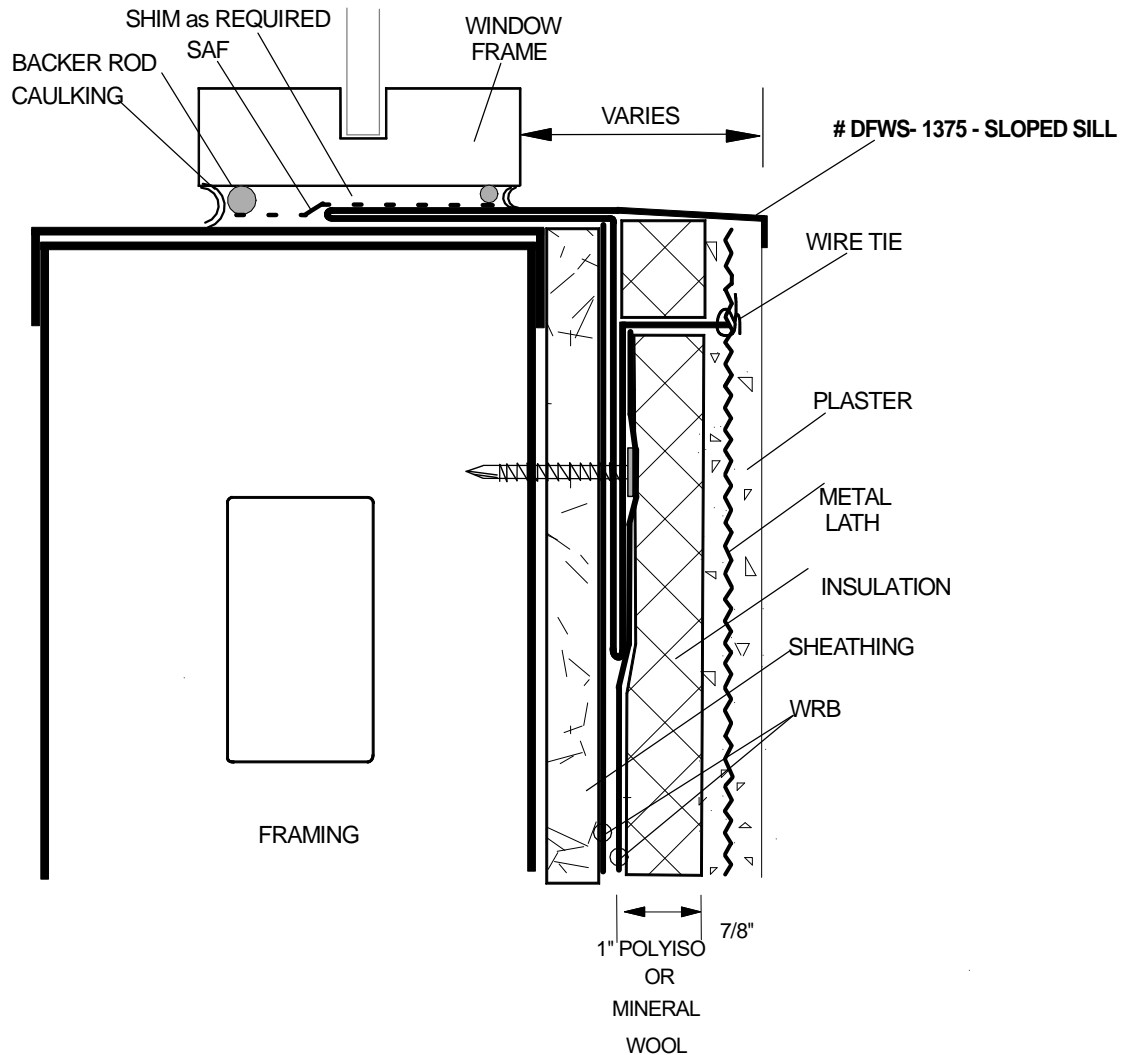 SHIM as REQUIRED
SAF
BACKER ROD
CAULKING
WINDOW
FRAME
VARIES
# DFWS- 1375 - SLOPED SILL
WIRE TIE
PLASTER
METAL
LATH
INSULATION
SHEATHING
WRB
FRAMING
7/8"
1" POLYISO
OR
MINERAL
WOOL